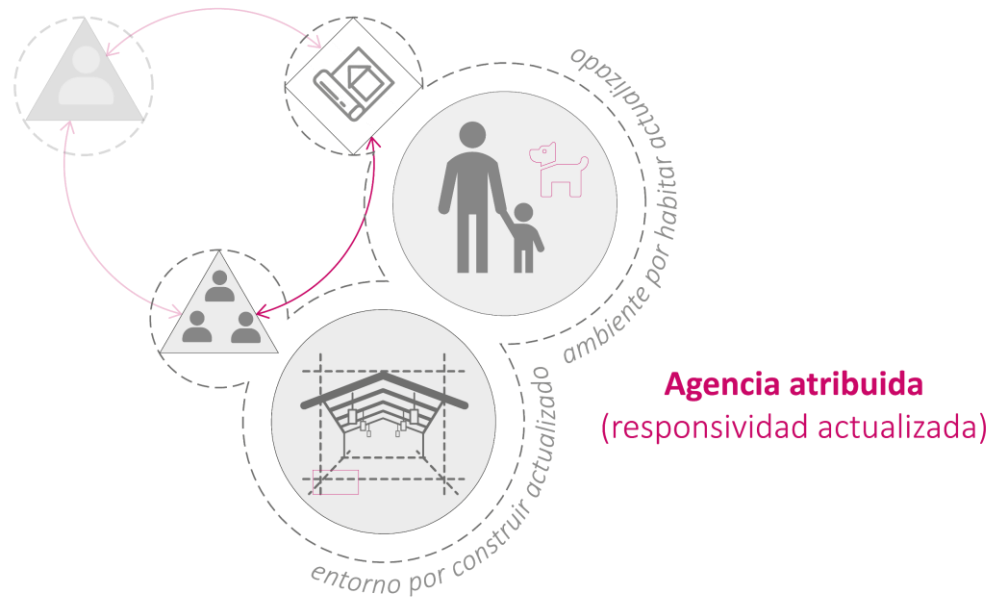 ambiente por habitar actualizado
Agencia atribuida
(responsividad actualizada)
entorno por construir actualizado